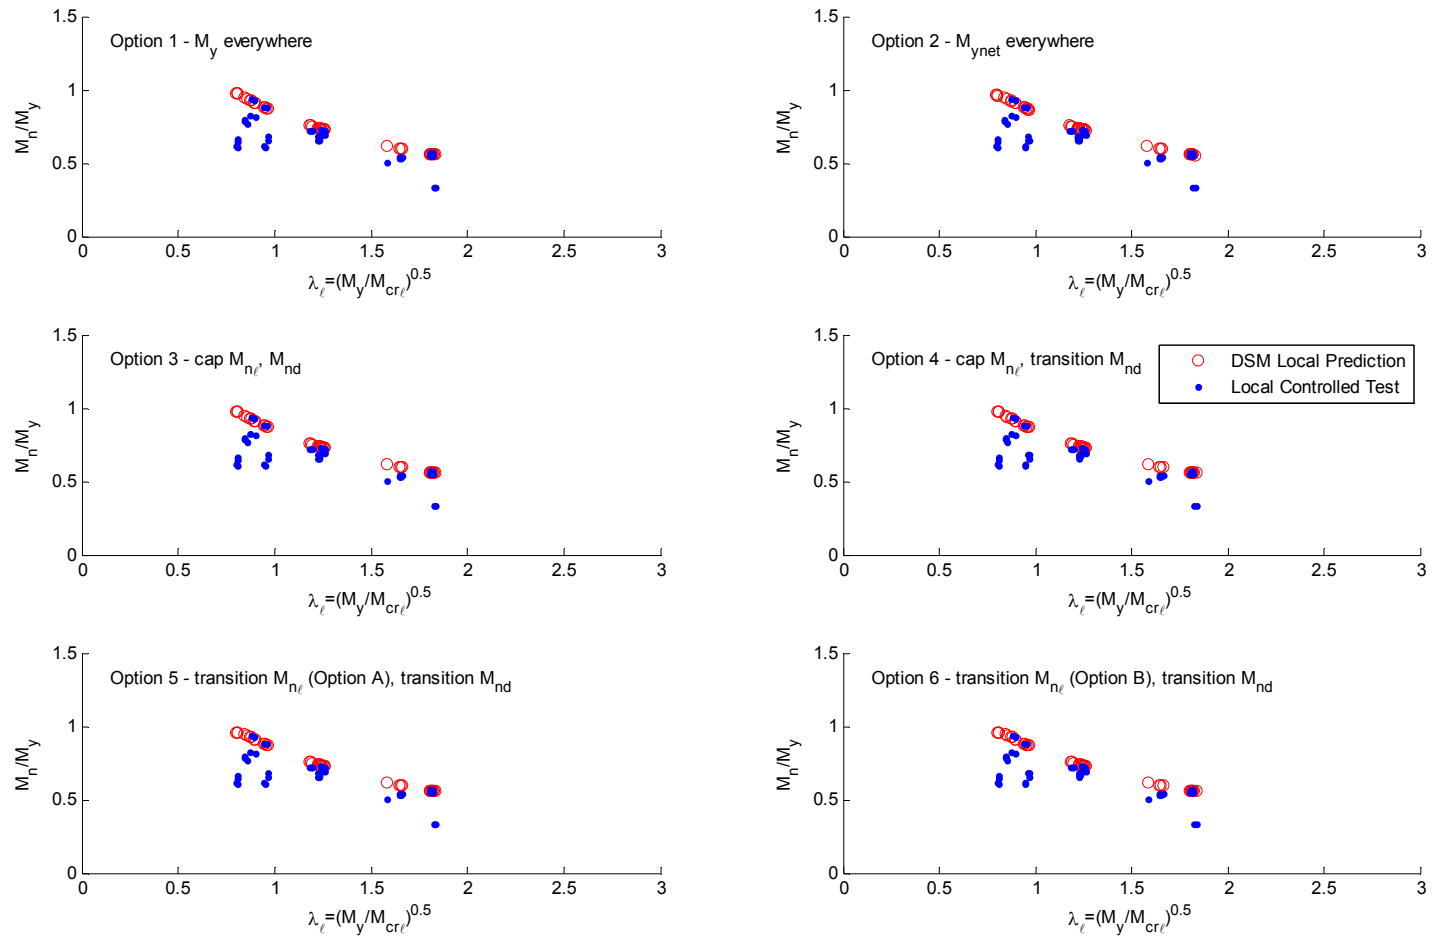 1.5
Option 1 - M_y everywhere
1
M_n/M_y
0.5
0
0 0.5 1 1.5 2 2.5 3
λ_ℓ=(M_y/M_crℓ)^0.5
1.5
Option 2 - M_ynet everywhere
1
M_n/M_y
0.5
0
0 0.5 1 1.5 2 2.5 3
λ_ℓ=(M_y/M_crℓ)^0.5
1.5
Option 3 - cap M_nℓ, M_nd
1
M_n/M_y
0.5
0
0 0.5 1 1.5 2 2.5 3
λ_ℓ=(M_y/M_crℓ)^0.5
1.5
Option 4 - cap M_nℓ, transition M_nd
DSM Local Prediction
Local Controlled Test
1
M_n/M_y
0.5
0
0 0.5 1 1.5 2 2.5 3
λ_ℓ=(M_y/M_crℓ)^0.5
1.5
Option 5 - transition M_nℓ (Option A), transition M_nd
1
M_n/M_y
0.5
0
0 0.5 1 1.5 2 2.5 3
λ_ℓ=(M_y/M_crℓ)^0.5
1.5
Option 6 - transition M_nℓ (Option B), transition M_nd
1
M_n/M_y
0.5
0
0 0.5 1 1.5 2 2.5 3
λ_ℓ=(M_y/M_crℓ)^0.5